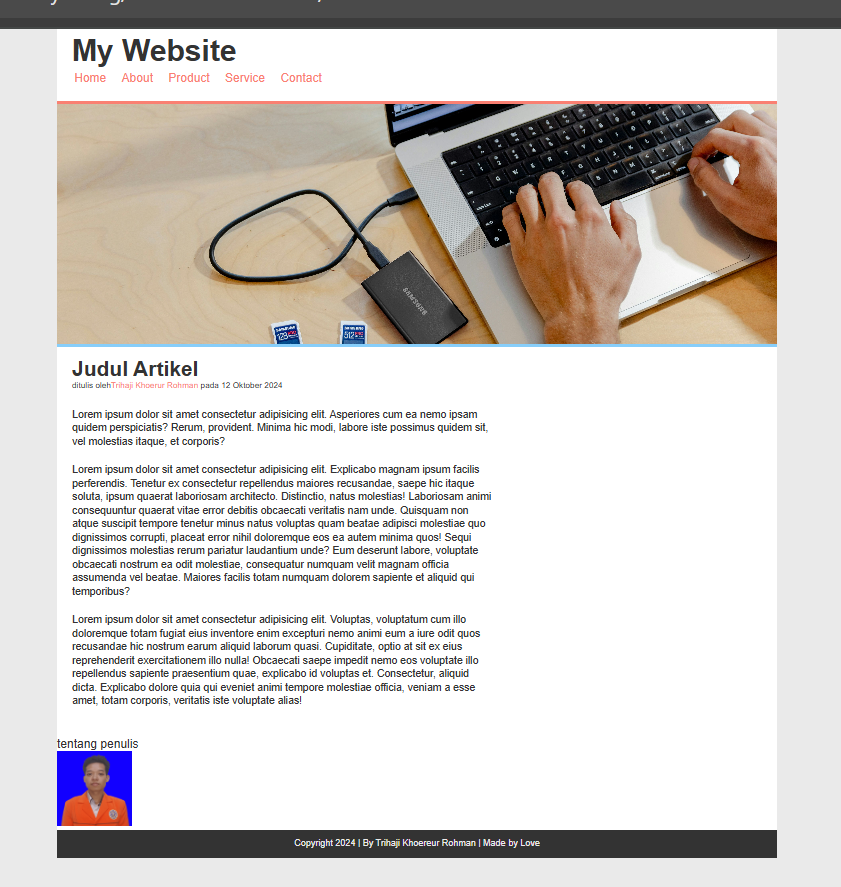 My Website
Home About Product Service Contact
SAMSUNG
128
512
Judul Artikel
ditulis olehTrihaji Khoerur Rohman pada 12 Oktober 2024
Lorem ipsum dolor sit amet consectetur adipisicing elit. Asperiores cum ea nemo ipsam
quidem perspiciatis? Rerum, provident. Minima hic modi, labore iste possimus quidem sit,
vel molestias itaque, et corporis?
Lorem ipsum dolor sit amet consectetur adipisicing elit. Explicabo magnam ipsum facilis
perferendis. Tenetur ex consectetur repellendus maiores recusandae, saepe hic itaque
soluta, ipsum quaerat laboriosam architecto. Distinctio, natus molestias! Laboriosam animi
consequuntur quaerat vitae error debitis obcaecati veritatis nam unde. Quisquam non
atque suscipit tempore tenetur minus natus voluptas quam beatae adipisci molestiae quo
dignissimos corrupti, placeat error nihil doloremque eos ea autem minima quos! Sequi
dignissimos molestias rerum pariatur laudantium unde? Eum deserunt labore, voluptate
obcaecati nostrum ea odit molestiae, consequatur numquam velit magnam officia
assumenda vel beatae. Maiores facilis totam numquam dolorem sapiente et aliquid qui
temporibus?
Lorem ipsum dolor sit amet consectetur adipisicing elit. Voluptas, voluptatum cum illo
doloremque totam fugiat eius inventore enim excepturi nemo animi eum a iure odit quos
recusandae hic nostrum earum aliquid laborum quasi. Cupiditate, optio at sit ex eius
reprehenderit exercitationem illo nulla! Obcaecati saepe impedit nemo eos voluptate illo
repellendus sapiente praesentium quae, explicabo id voluptas et. Consectetur, aliquid
dicta. Explicabo dolore quia qui eveniet animi tempore molestiae officia, veniam a esse
amet, totam corporis, veritatis iste voluptate alias!
tentang penulis
Copyright 2024 | By Trihaji Khoereur Rohman | Made by Love